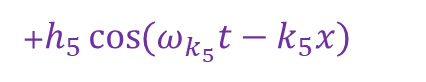 +h₅ cos(ω_{k₅}t − k₅x)